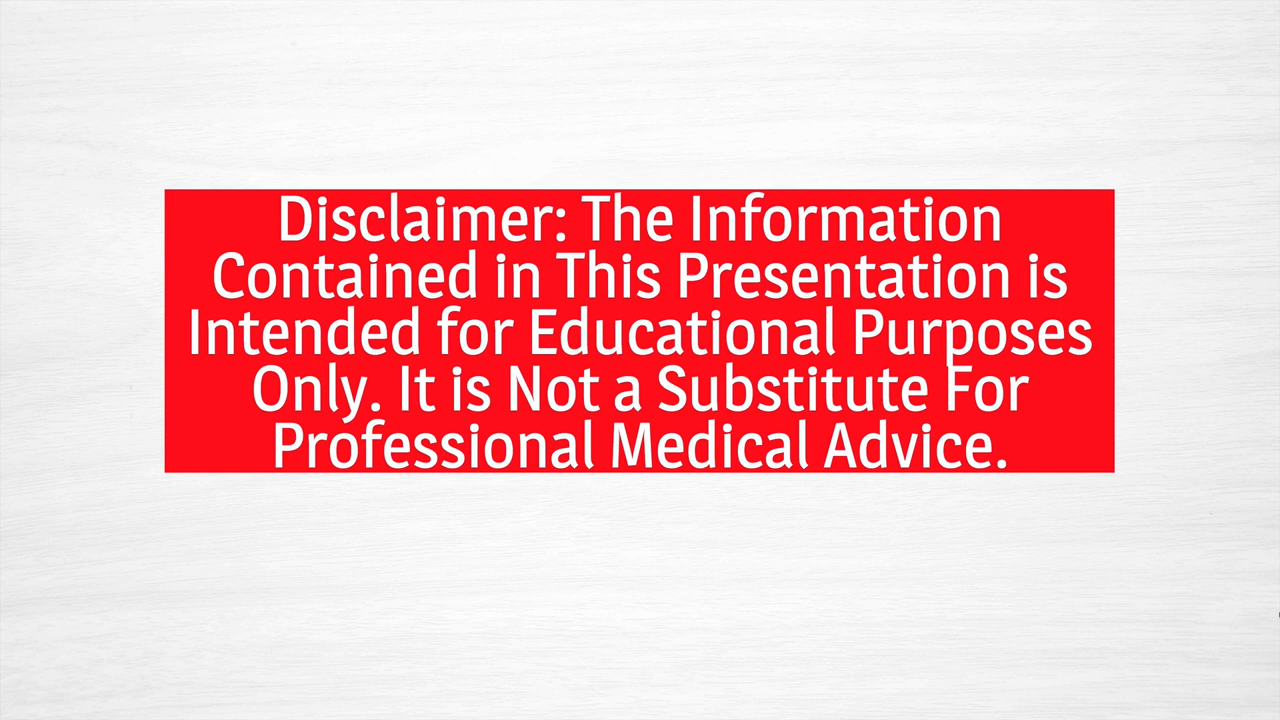 Disclaimer: The Information
Contained in This Presentation is
Intended for Educational Purposes
Only. It is Not a Substitute For
Professional Medical Advice.